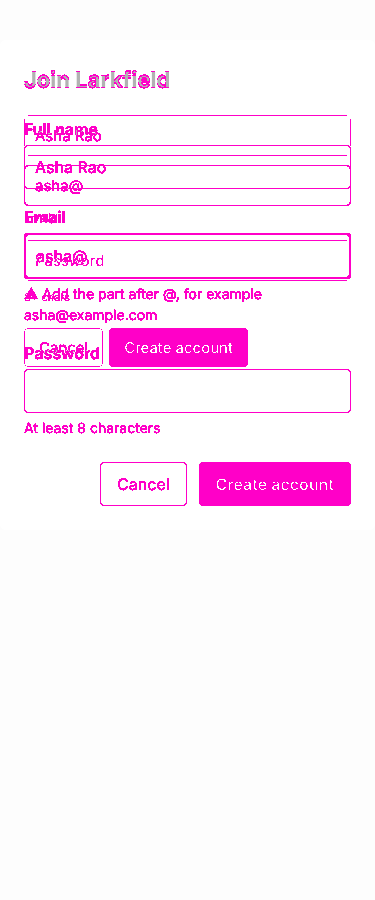 Join Larkfield
Full name
Asha Rao
Asha Rao
asha@
Email
asha@
Password
▲ Add the part after @, for example
asha@example.com
Cancel
Create account
Password
At least 8 characters
Cancel
Create account